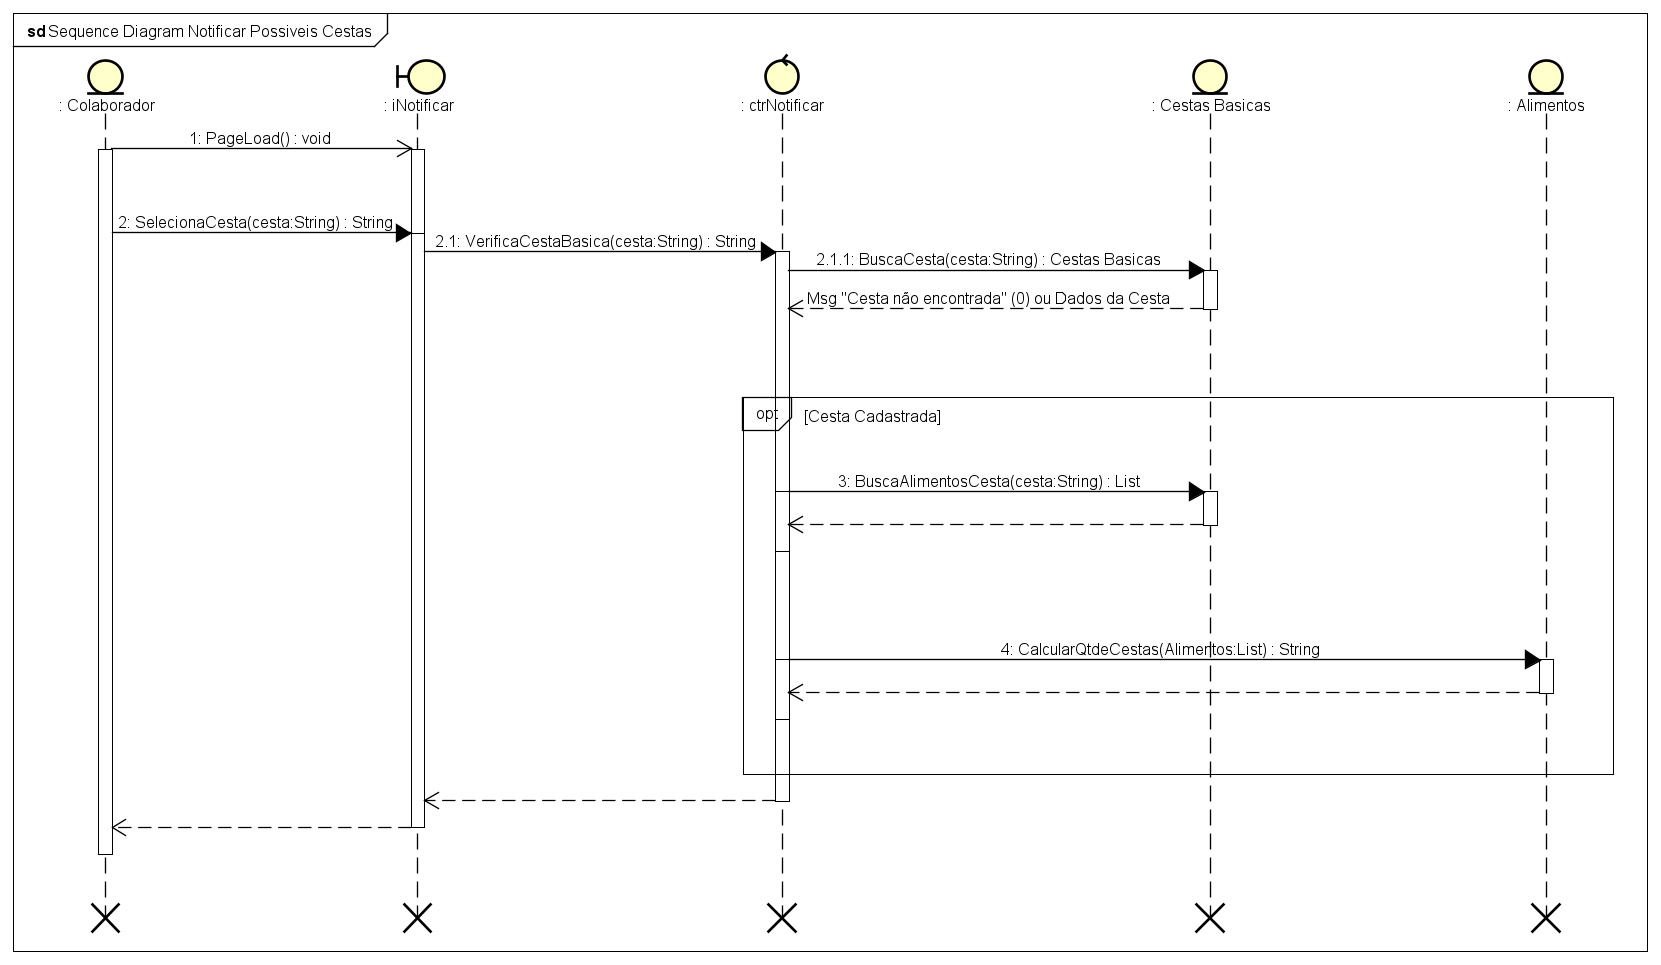 sd Sequence Diagram Notificar Possiveis Cestas
: Colaborador
: iNotificar
: ctrNotificar
: Cestas Basicas
: Alimentos
1: PageLoad() : void
2: SelecionaCesta(cesta:String) : String
2.1: VerificaCestaBasica(cesta:String) : String
2.1.1: BuscaCesta(cesta:String) : Cestas Basicas
Msg "Cesta não encontrada" (0) ou Dados da Cesta
opt
[Cesta Cadastrada]
3: BuscaAlimentosCesta(cesta:String) : List
4: CalcularQtdeCestas(Alimentos:List) : String